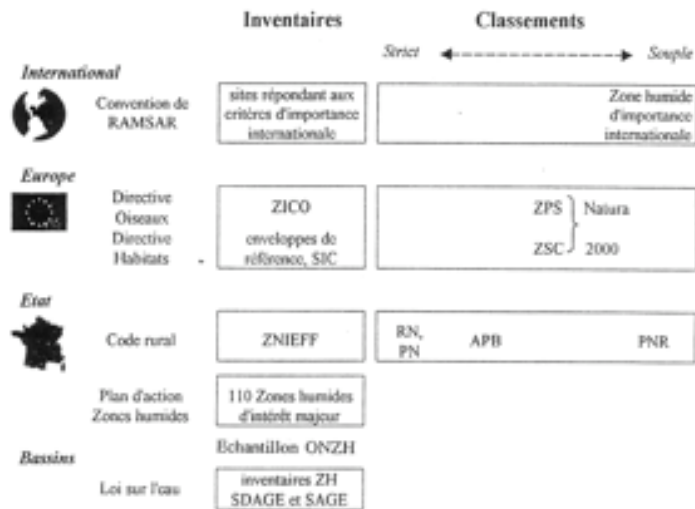 Inventaires Classements
Strict Souple
International
Convention de
RAMSAR
sites répondant aux
critères d'importance
internationale
Zone humide
d'importance
internationale
Europe
Directive
Oiseaux
Directive
Habitats
ZICO
enveloppes de
référence, SIC
ZPS Natura
ZSC 2000
Etat
Code rural
ZNIEFF
RN,
PN
APB
PNR
Plan d'action
Zones humides
110 Zones humides
d'intérêt majeur
Echantillon ONZH
Bassins
Loi sur l'eau
inventaires ZH
SDAGE et SAGE